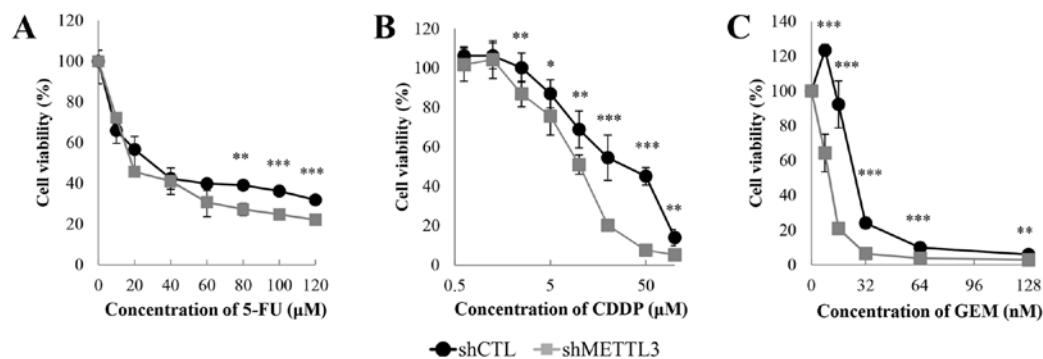 A
120
100
80
60
40
20
0
Cell viability (%)
** *** ***
0 20 40 60 80 100 120
Concentration of 5-FU (µM)
B
120
100
80
60
40
20
0
Cell viability (%)
** * ** *** *** **
0.5 5 50
Concentration of CDDP (µM)
C
140
120
100
80
60
40
20
0
Cell viability (%)
*** *** *** *** **
0 32 64 96 128
Concentration of GEM (nM)
shCTL shMETTL3